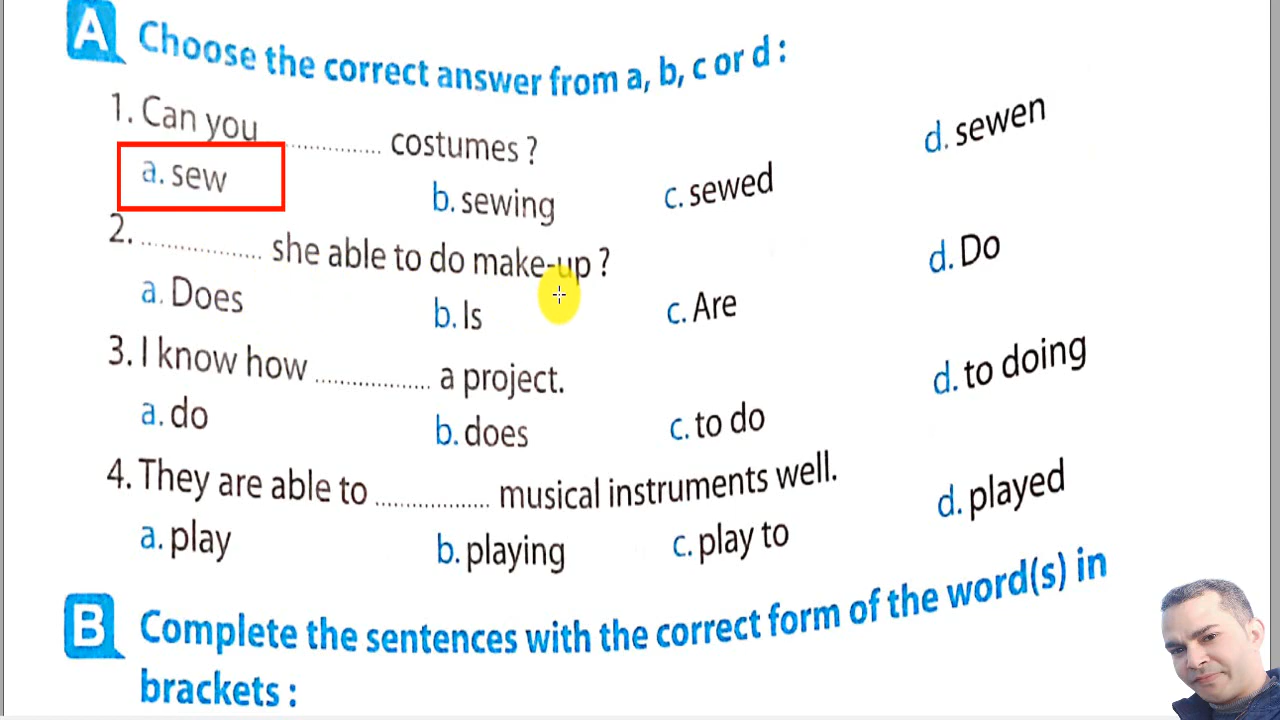 A Choose the correct answer from a, b, c or d :
1. Can you .................. costumes ?
a. sew b. sewing c. sewed d. sewen
2. .................. she able to do make-up ?
a. Does b. Is c. Are d. Do
3. I know how .................. a project.
a. do b. does c. to do d. to doing
4. They are able to .................. musical instruments well.
a. play b. playing c. play to d. played
B Complete the sentences with the correct form of the word(s) in
brackets :